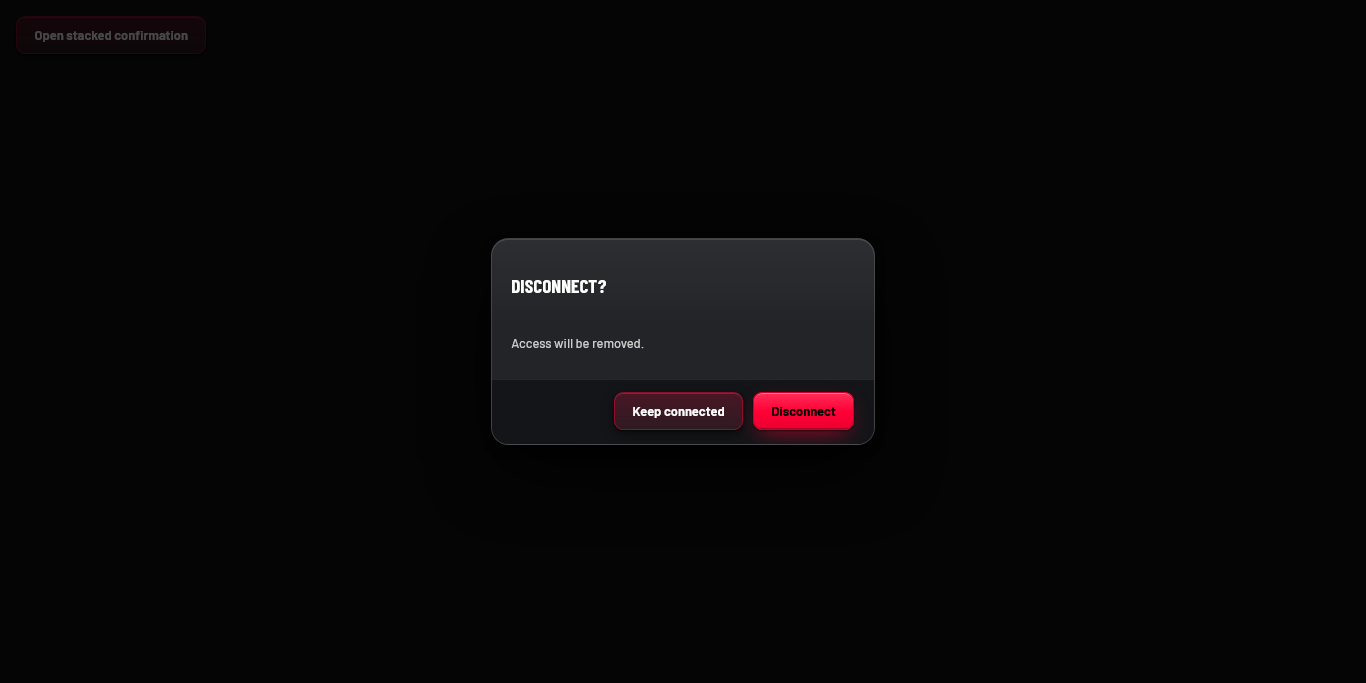 Open stacked confirmation
DISCONNECT?
Access will be removed.
Keep connected
Disconnect